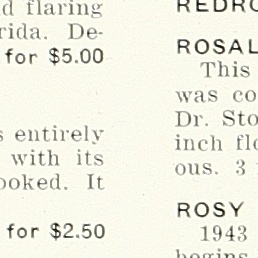 d flaring
rida. De-
for $5.00
entirely
with its
ooked. It
for $2.50
REDRO
ROSAL
This
was co
Dr. Sto
inch flo
ous. 3
ROSY
1943
begins